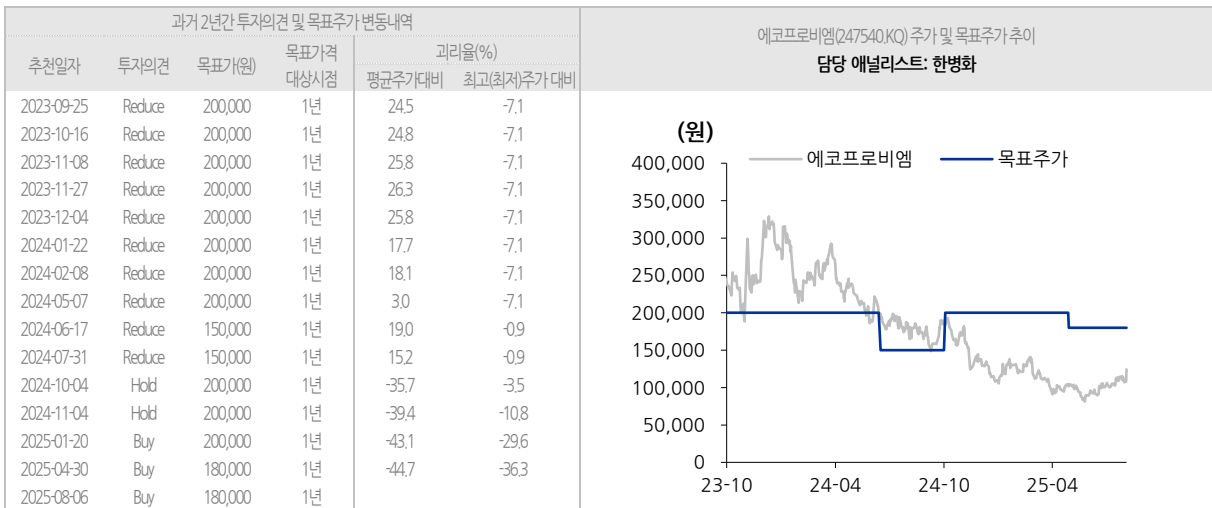 과거 2년간 투자의견 및 목표주가 변동내역
추천일자 투자의견 목표가(원) 목표가격 대상시점 괴리율(%)
평균주가대비 최고(최저)주가 대비
2023-09-25 Reduce 200,000 1년 24.5 -7.1
2023-10-16 Reduce 200,000 1년 24.8 -7.1
2023-11-08 Reduce 200,000 1년 25.8 -7.1
2023-11-27 Reduce 200,000 1년 26.3 -7.1
2023-12-04 Reduce 200,000 1년 25.8 -7.1
2024-01-22 Reduce 200,000 1년 17.7 -7.1
2024-02-08 Reduce 200,000 1년 18.1 -7.1
2024-05-07 Reduce 200,000 1년 3.0 -7.1
2024-06-17 Reduce 150,000 1년 19.0 -0.9
2024-07-31 Reduce 150,000 1년 15.2 -0.9
2024-10-04 Hold 200,000 1년 -35.7 -3.5
2024-11-04 Hold 200,000 1년 -39.4 -10.8
2025-01-20 Buy 200,000 1년 -43.1 -29.6
2025-04-30 Buy 180,000 1년 -44.7 -36.3
2025-08-06 Buy 180,000 1년
에코프로비엠(247540.KQ) 주가 및 목표주가 추이
담당 애널리스트: 한병화
(원)
에코프로비엠 목표주가
400,000
350,000
300,000
250,000
200,000
150,000
100,000
50,000
0
23-10 24-04 24-10 25-04